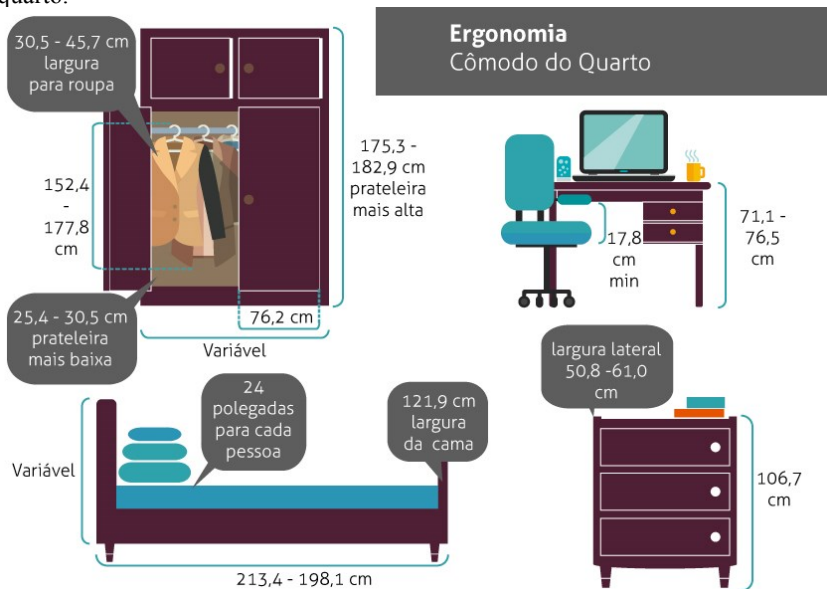 quarto.
Ergonomia
Cômodo do Quarto
30,5 - 45,7 cm
largura
para roupa
152,4
-
177,8
cm
175,3 -
182,9 cm
prateleira
mais alta
25,4 - 30,5 cm
prateleira
mais baixa
76,2 cm
Variável
17,8
cm
min
71,1 -
76,5
cm
24
polegadas
para cada
pessoa
121,9 cm
largura
da cama
Variável
213,4 - 198,1 cm
largura lateral
50,8 -61,0
cm
106,7
cm